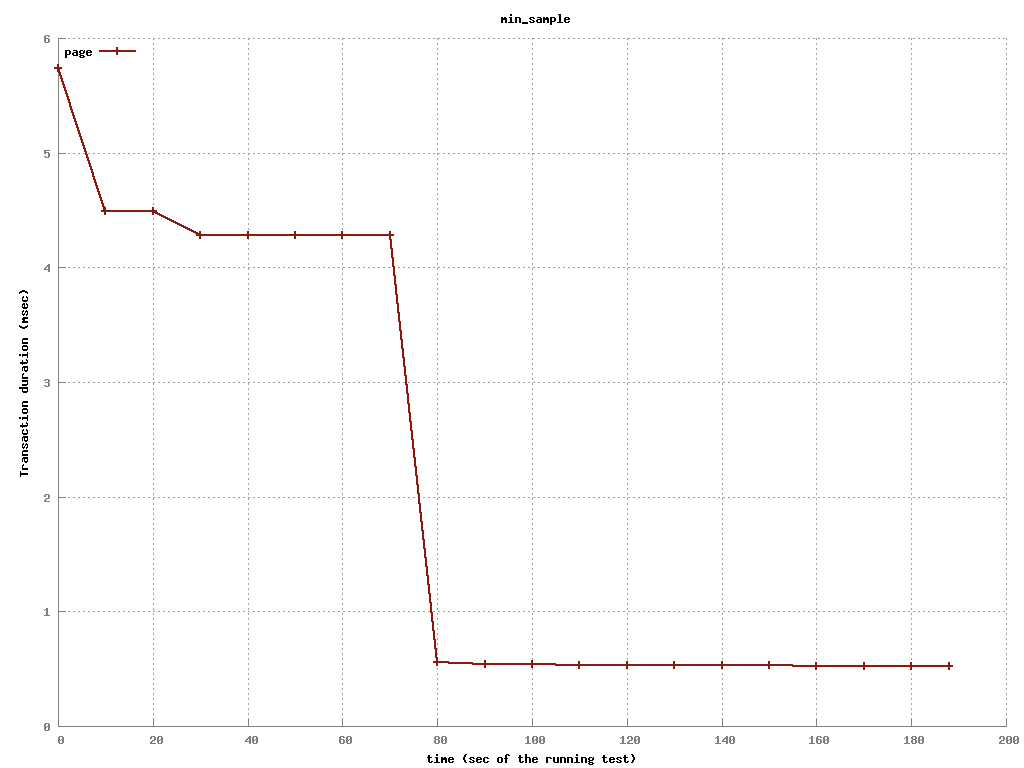 min_sample
page
6
5
4
3
2
1
0
Transaction duration (msec)
0 20 40 60 80 100 120 140 160 180 200
time (sec of the running test)